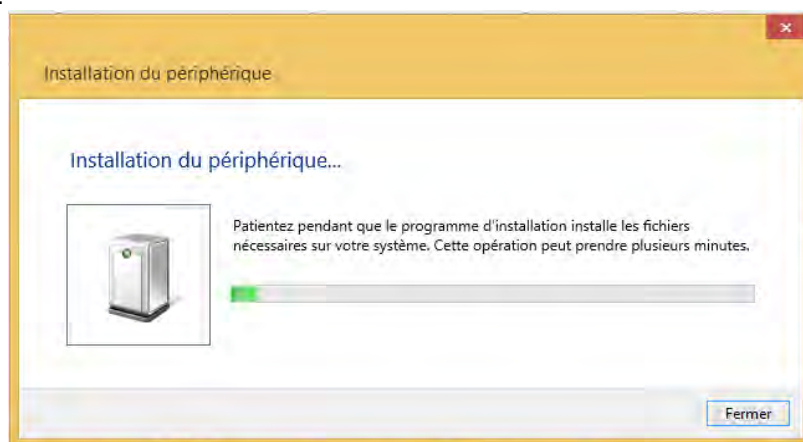 Installation du périphérique
Installation du périphérique...
Patientez pendant que le programme d'installation installe les fichiers
nécessaires sur votre système. Cette opération peut prendre plusieurs minutes.
Fermer